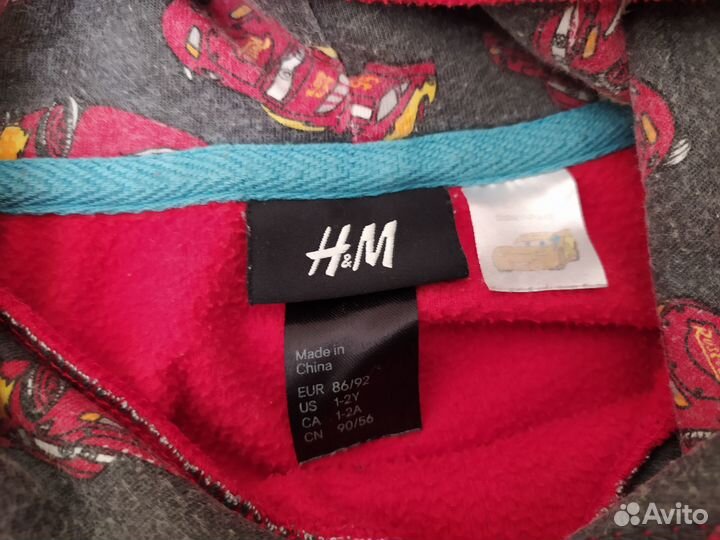 H&M
Made in
China
EUR 86/92
US 1-2Y
CA 1-2A
CN 90/56
Avito